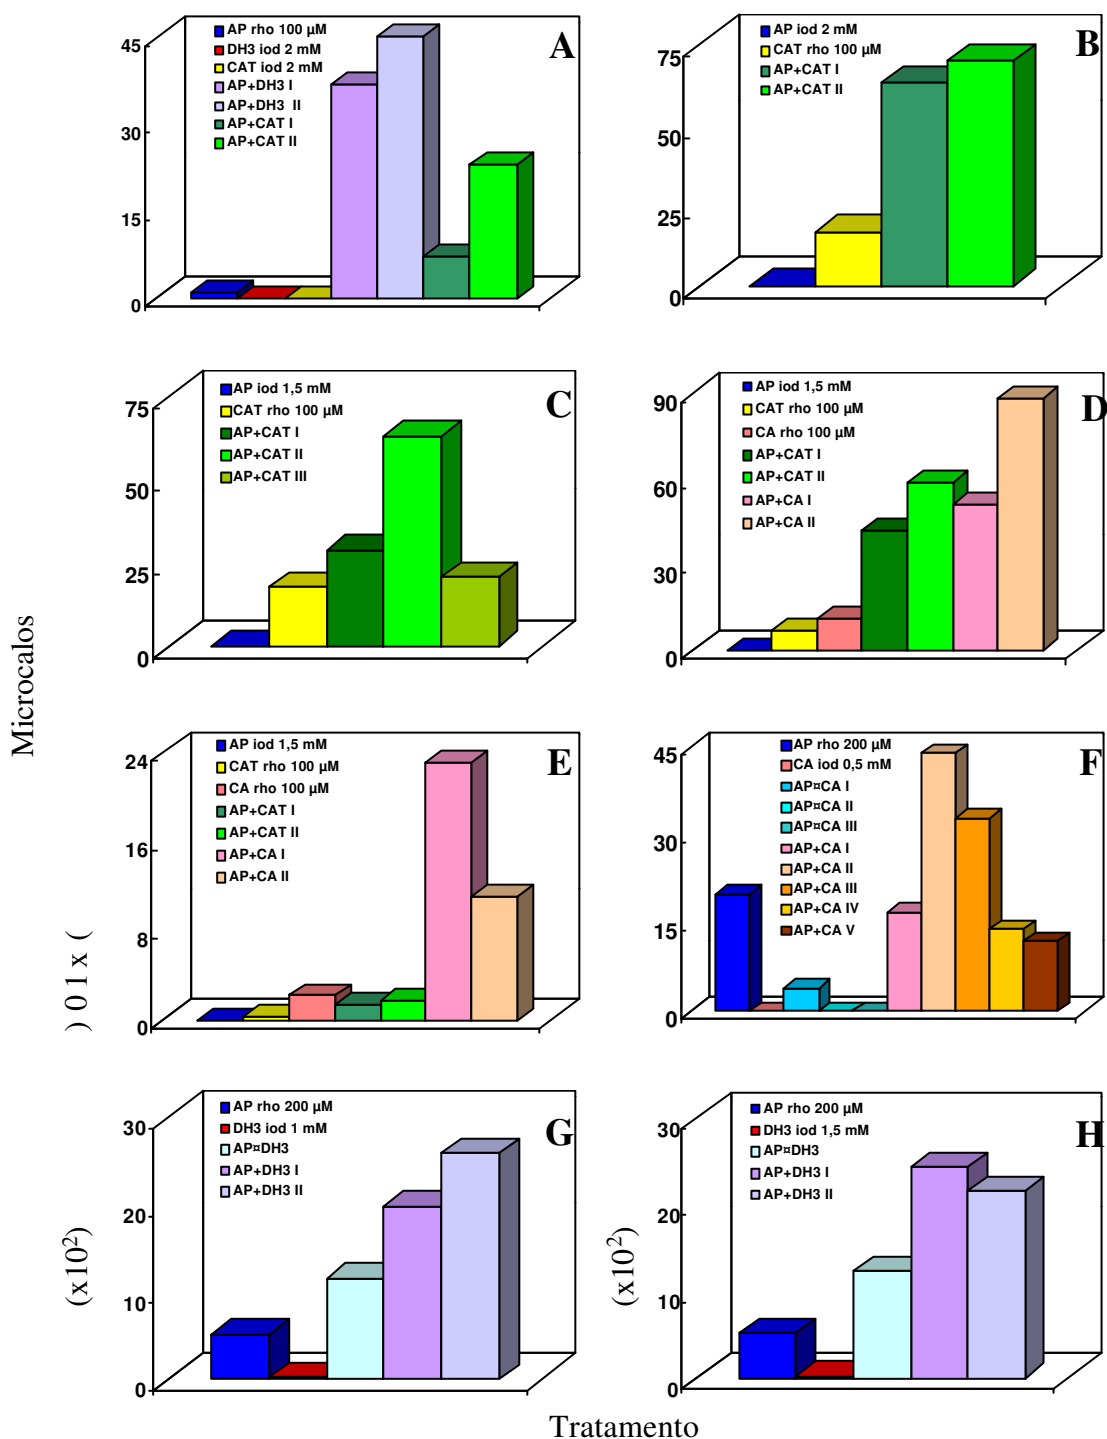 A
45
30
15
0
AP rho 100 µM
DH3 iod 2 mM
CAT iod 2 mM
AP+DH3 I
AP+DH3 II
AP+CAT I
AP+CAT II
B
75
50
25
0
AP iod 2 mM
CAT rho 100 µM
AP+CAT I
AP+CAT II
C
75
50
25
0
AP iod 1,5 mM
CAT rho 100 µM
AP+CAT I
AP+CAT II
AP+CAT III
D
90
60
30
0
AP iod 1,5 mM
CAT rho 100 µM
CA rho 100 µM
AP+CAT I
AP+CAT II
AP+CA I
AP+CA II
Microcalos
E
24
16
8
0
AP iod 1,5 mM
CAT rho 100 µM
CA rho 100 µM
AP+CAT I
AP+CAT II
AP+CA I
AP+CA II
) 0 1 x (
F
45
30
15
0
AP rho 200 µM
CA iod 0,5 mM
AP¤CA I
AP¤CA II
AP¤CA III
AP+CA I
AP+CA II
AP+CA III
AP+CA IV
AP+CA V
G
30
20
10
0
AP rho 200 µM
DH3 iod 1 mM
AP¤DH3
AP+DH3 I
AP+DH3 II
(x10²)
H
30
20
10
0
AP rho 200 µM
DH3 iod 1,5 mM
AP¤DH3
AP+DH3 I
AP+DH3 II
(x10²)
Tratamento